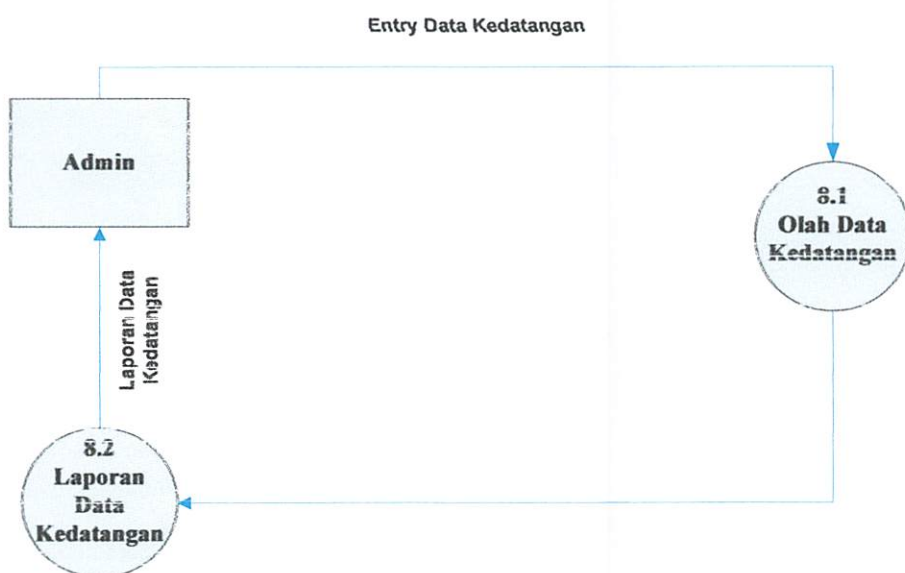 Entry Data Kedatangan
Admin
8.1
Olah Data
Kedatangan
Laporan Data
Kedatangan
8.2
Laporan
Data
Kedatangan